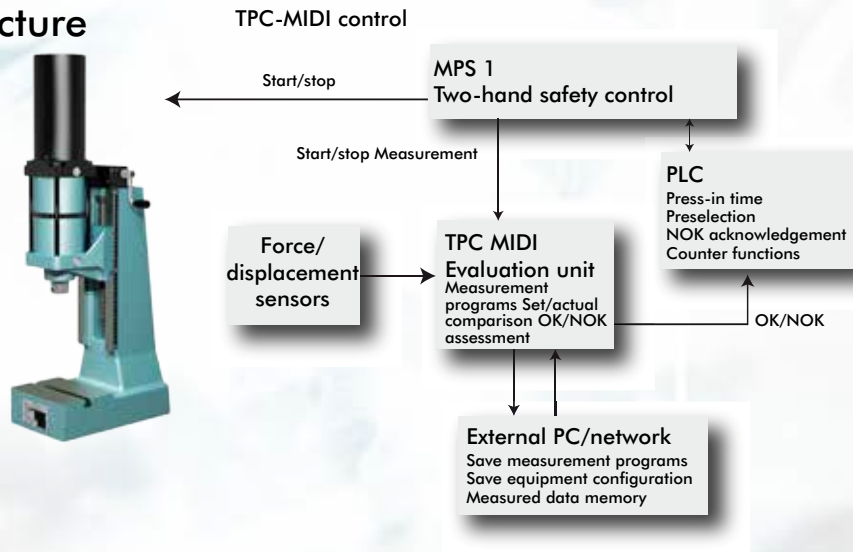 cture
TPC-MIDI control
Start/stop
MPS 1
Two-hand safety control
Start/stop Measurement
PLC
Press-in time
Preselection
NOK acknowledgement
Counter functions
Force/
displacement
sensors
TPC MIDI
Evaluation unit
Measurement
programs Set/actual
comparison OK/NOK
assessment
OK/NOK
External PC/network
Save measurement programs
Save equipment configuration
Measured data memory